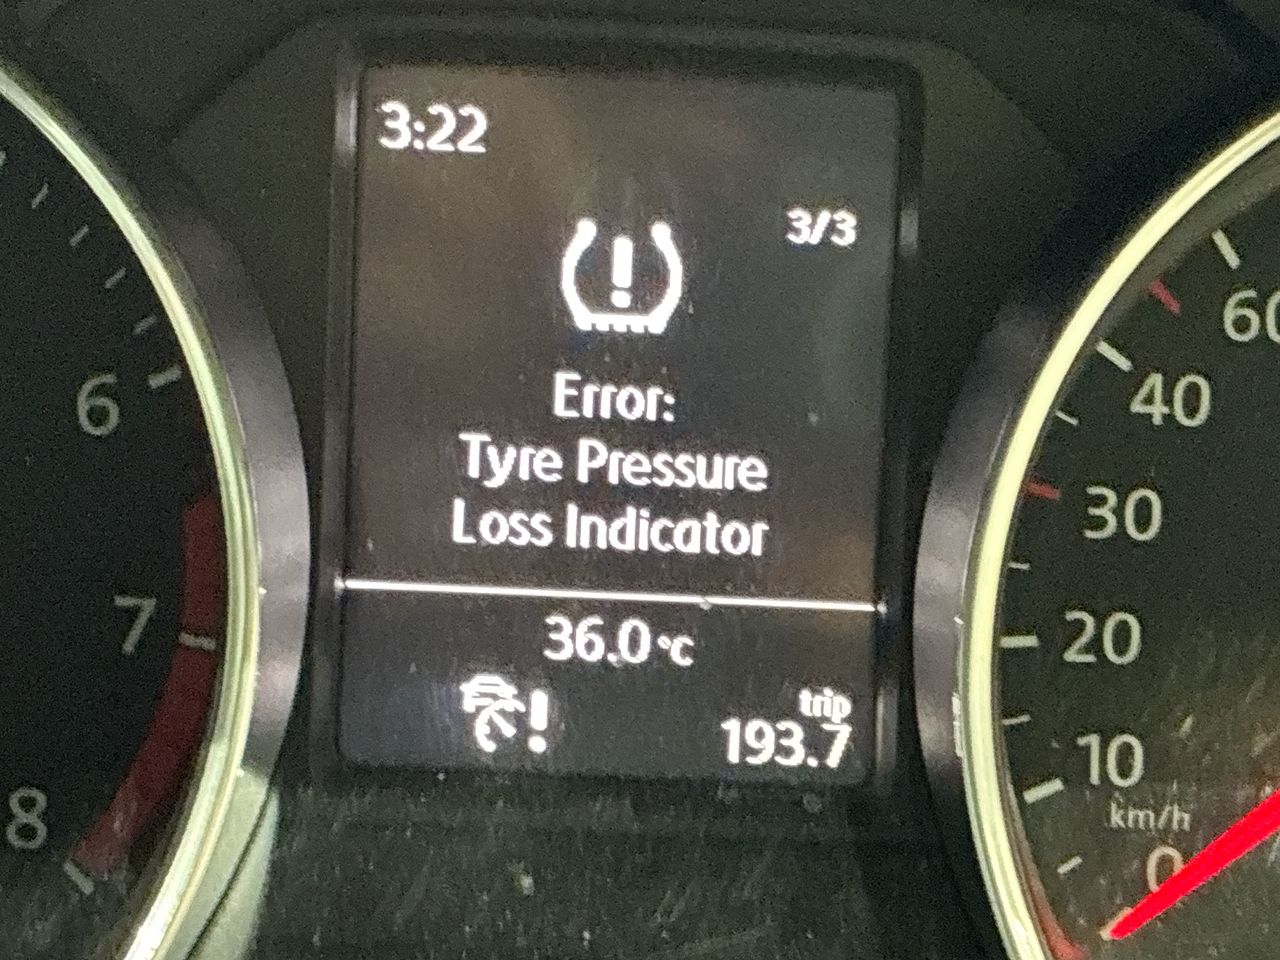 3:22
3/3
Error:
Tyre Pressure
Loss Indicator
36.0 °C
trip
193.7
6
7
8
60
40
30
20
10
km/h
0